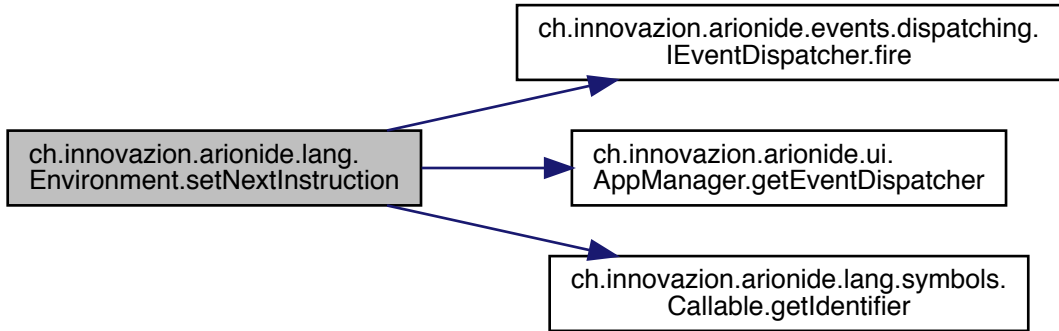 ch.innovazion.arionide.lang.
Environment.setNextInstruction
ch.innovazion.arionide.events.dispatching.
IEventDispatcher.fire
ch.innovazion.arionide.ui.
AppManager.getEventDispatcher
ch.innovazion.arionide.lang.symbols.
Callable.getIdentifier